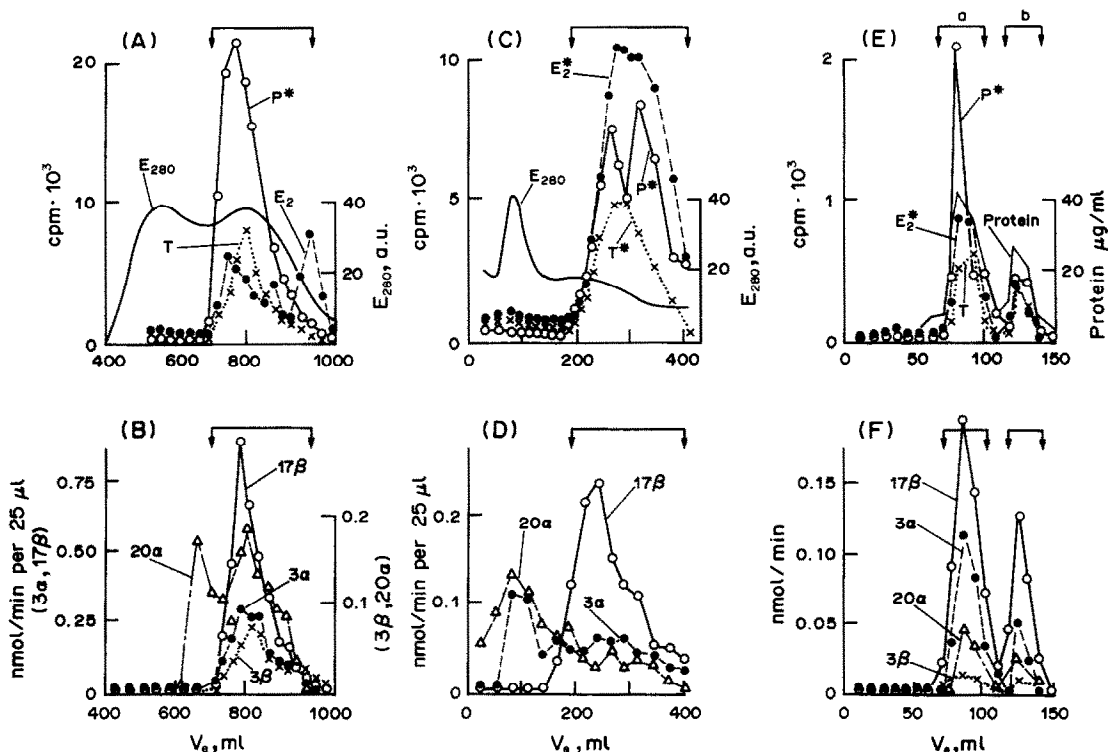 (A)
20
10
0
cpm · 10³
P*
E₂₈₀
E₂
T
40
20
0
E₂₈₀, a.u.
400
600
800
1000
(C)
10
5
0
cpm · 10³
E₂*
E₂₈₀
P*
T*
40
20
0
E₂₈₀, a.u.
0
200
400
(E)
a
b
2
1
0
cpm · 10³
P*
E₂*
Protein
T
40
20
0
Protein μg/ml
0
50
100
150
(B)
0.75
0.50
0.25
0
nmol/min per 25 μl
(3α, 17β)
17β
20α
3α
3β
0.2
0.1
(3β, 20α)
400
600
800
1000
Vₑ, ml
(D)
0.2
0.1
0
nmol/min per 25 μl
17β
20α
3α
0
200
400
Vₑ, ml
(F)
0.15
0.10
0.05
0
nmol/min
17β
3α
20α
3β
0
50
100
150
Vₑ, ml